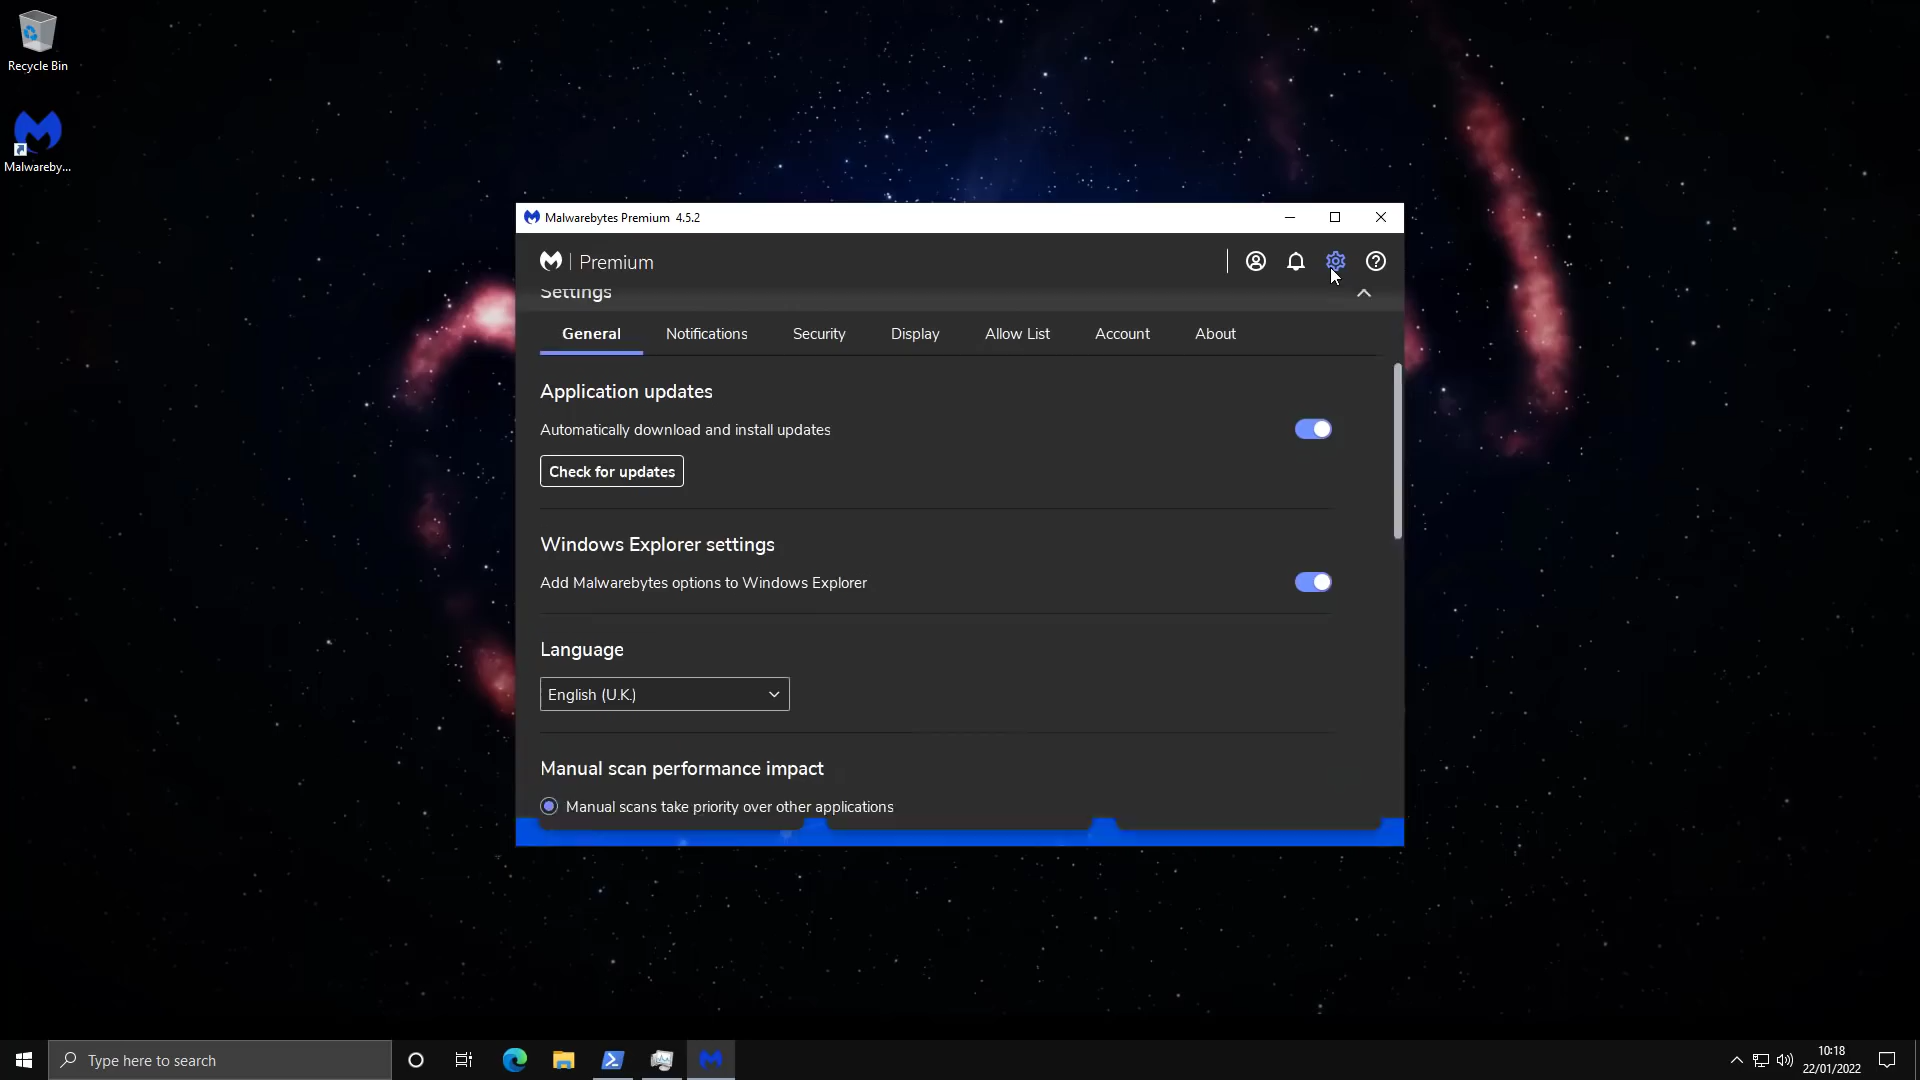 Recycle Bin
Malwareby...
Malwarebytes Premium 4.5.2
Premium
Settings
General
Notifications
Security
Display
Allow List
Account
About
Application updates
Automatically download and install updates
Check for updates
Windows Explorer settings
Add Malwarebytes options to Windows Explorer
Language
English (U.K.)
Manual scan performance impact
Manual scans take priority over other applications
Type here to search
10:18
22/01/2022